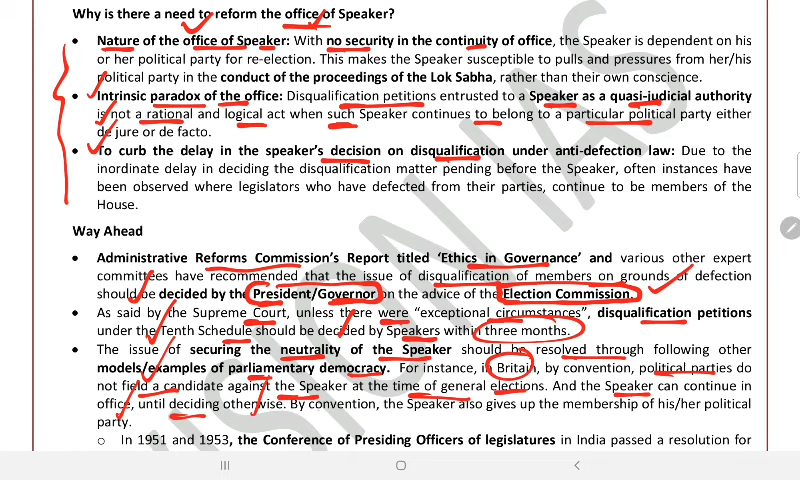 Why is there a need to reform the office of Speaker?
• Nature of the office of Speaker: With no security in the continuity of office, the Speaker is dependent on his
or her political party for re-election. This makes the Speaker susceptible to pulls and pressures from her/his
political party in the conduct of the proceedings of the Lok Sabha, rather than their own conscience.
• Intrinsic paradox of the office: Disqualification petitions entrusted to a Speaker as a quasi-judicial authority
is not a rational and logical act when such Speaker continues to belong to a particular political party either
de jure or de facto.
• To curb the delay in the speaker's decision on disqualification under anti-defection law: Due to the
inordinate delay in deciding the disqualification matter pending before the Speaker, often instances have
been observed where legislators who have defected from their parties, continue to be members of the
House.
Way Ahead
• Administrative Reforms Commission's Report titled 'Ethics in Governance' and various other expert
committees have recommended that the issue of disqualification of members on grounds of defection
should be decided by the President/Governor on the advice of the Election Commission.
• As said by the Supreme Court, unless there were "exceptional circumstances", disqualification petitions
under the Tenth Schedule should be decided by Speakers within three months.
• The issue of securing the neutrality of the Speaker should be resolved through following other
models/examples of parliamentary democracy. For instance, in Britain, by convention, political parties do
not field a candidate against the Speaker at the time of general elections. And the Speaker can continue in
office, until deciding otherwise. By convention, the Speaker also gives up the membership of his/her political
party.
o In 1951 and 1953, the Conference of Presiding Officers of legislatures in India passed a resolution for
VISION IAS